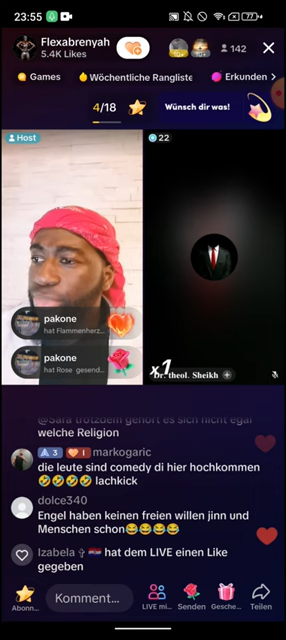 23:55
77
Flexabrenyah
5.4K Likes
142
Games
Wöchentliche Rangliste
Erkunden
4/18
Wünsch dir was!
Host
22
pakone
hat Flammenherz...
pakone
hat Rose gesend...
x1
Dr. theol. Sheikh
@Sara trotzdem gehört es sich nicht egal
welche Religion
A 3 1 markogaric
die leute sind comedy di hier hochkommen
🤣🤣🤣🤣 lachkick
dolce340
Engel haben keinen freien willen jinn und
Menschen schon😂😂😂😂
Izabela ✞ 🇭🇷 hat dem LIVE einen Like
gegeben
Abonn...
Komment...
LIVE mi...
Senden
Gesche...
Teilen